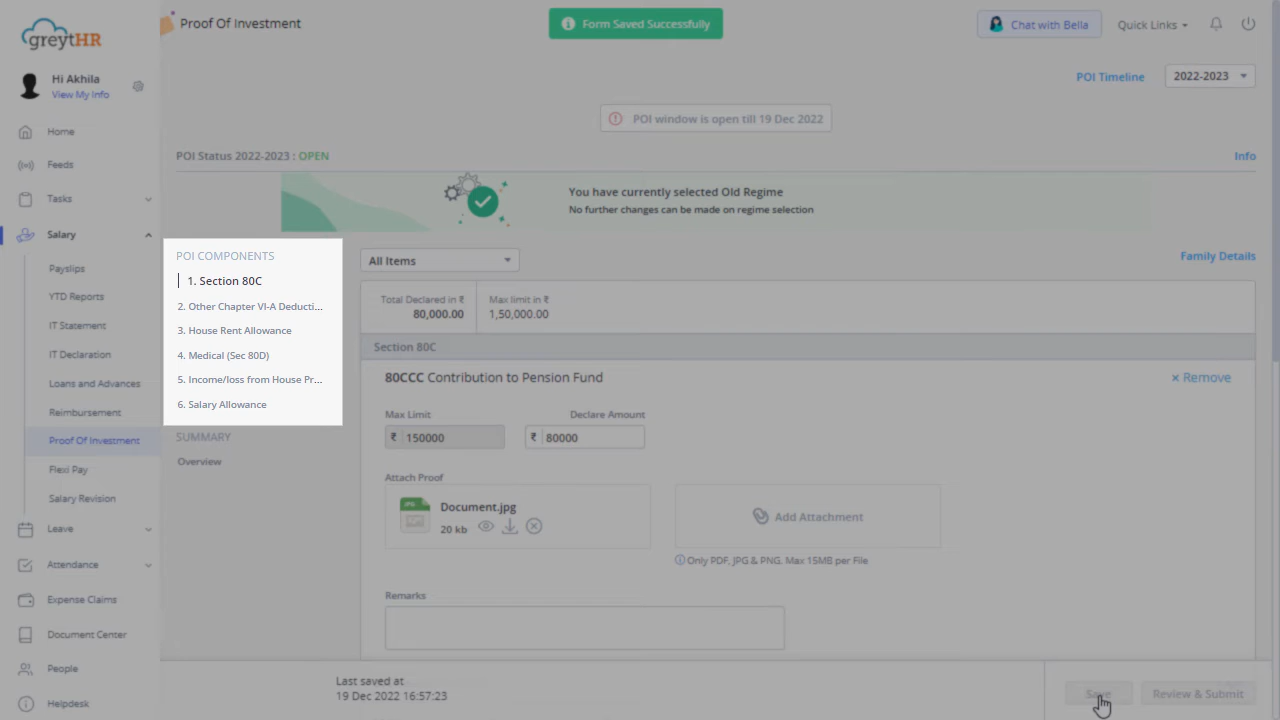 greytHR
Hi Akhila
View My Info
Home
Feeds
Tasks
Salary
Payslips
YTD Reports
IT Statement
IT Declaration
Loans and Advances
Reimbursement
Proof Of Investment
Flexi Pay
Salary Revision
Leave
Attendance
Expense Claims
Document Center
People
Helpdesk
Proof Of Investment
Form Saved Successfully
Chat with Bella
Quick Links
POI Timeline
2022-2023
POI window is open till 19 Dec 2022
POI Status 2022-2023 : OPEN
Info
You have currently selected Old Regime
No further changes can be made on regime selection
POI COMPONENTS
1. Section 80C
2. Other Chapter VI-A Deducti...
3. House Rent Allowance
4. Medical (Sec 80D)
5. Income/loss from House Pr...
6. Salary Allowance
SUMMARY
Overview
All Items
Family Details
Total Declared in ₹
80,000.00
Max limit in ₹
1,50,000.00
Section 80C
80CCC Contribution to Pension Fund
× Remove
Max Limit
Declare Amount
₹ 150000
₹ 80000
Attach Proof
Document.jpg
20 kb
Add Attachment
Only PDF, JPG & PNG. Max 15MB per File
Remarks
Last saved at
19 Dec 2022 16:57:23
Save
Review & Submit